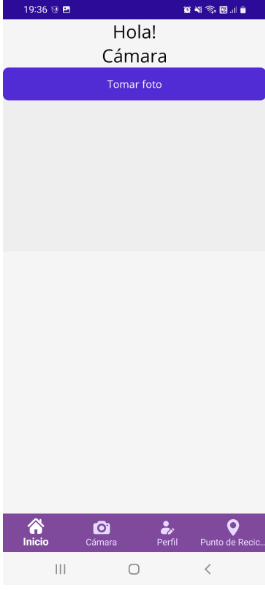 19:36
Hola!
Cámara
Tomar foto
Inicio
Cámara
Perfil
Punto de Recic...